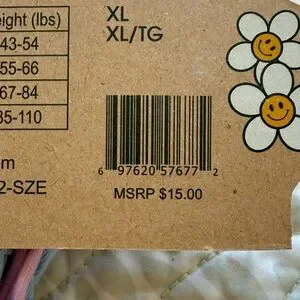 eight (lbs)
43-54
55-66
67-84
85-110
XL
XL/TG
6 97620 57677 2
m
2-SZE
MSRP $15.00